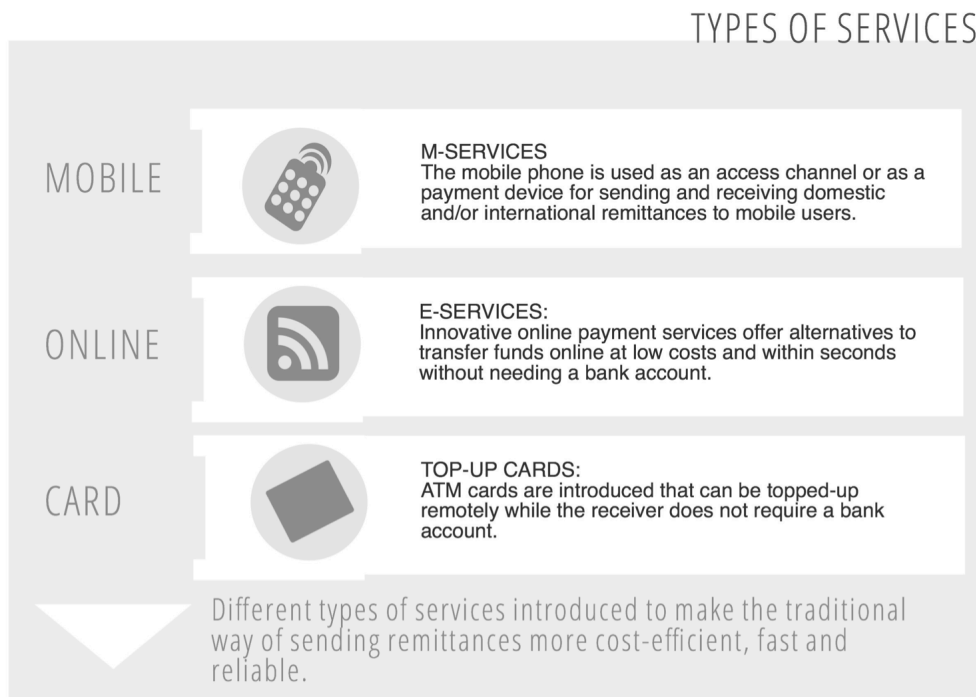 TYPES OF SERVICES
MOBILE
M-SERVICES
The mobile phone is used as an access channel or as a
payment device for sending and receiving domestic
and/or international remittances to mobile users.
ONLINE
E-SERVICES:
Innovative online payment services offer alternatives to
transfer funds online at low costs and within seconds
without needing a bank account.
CARD
TOP-UP CARDS:
ATM cards are introduced that can be topped-up
remotely while the receiver does not require a bank
account.
Different types of services introduced to make the traditional
way of sending remittances more cost-efficient, fast and
reliable.